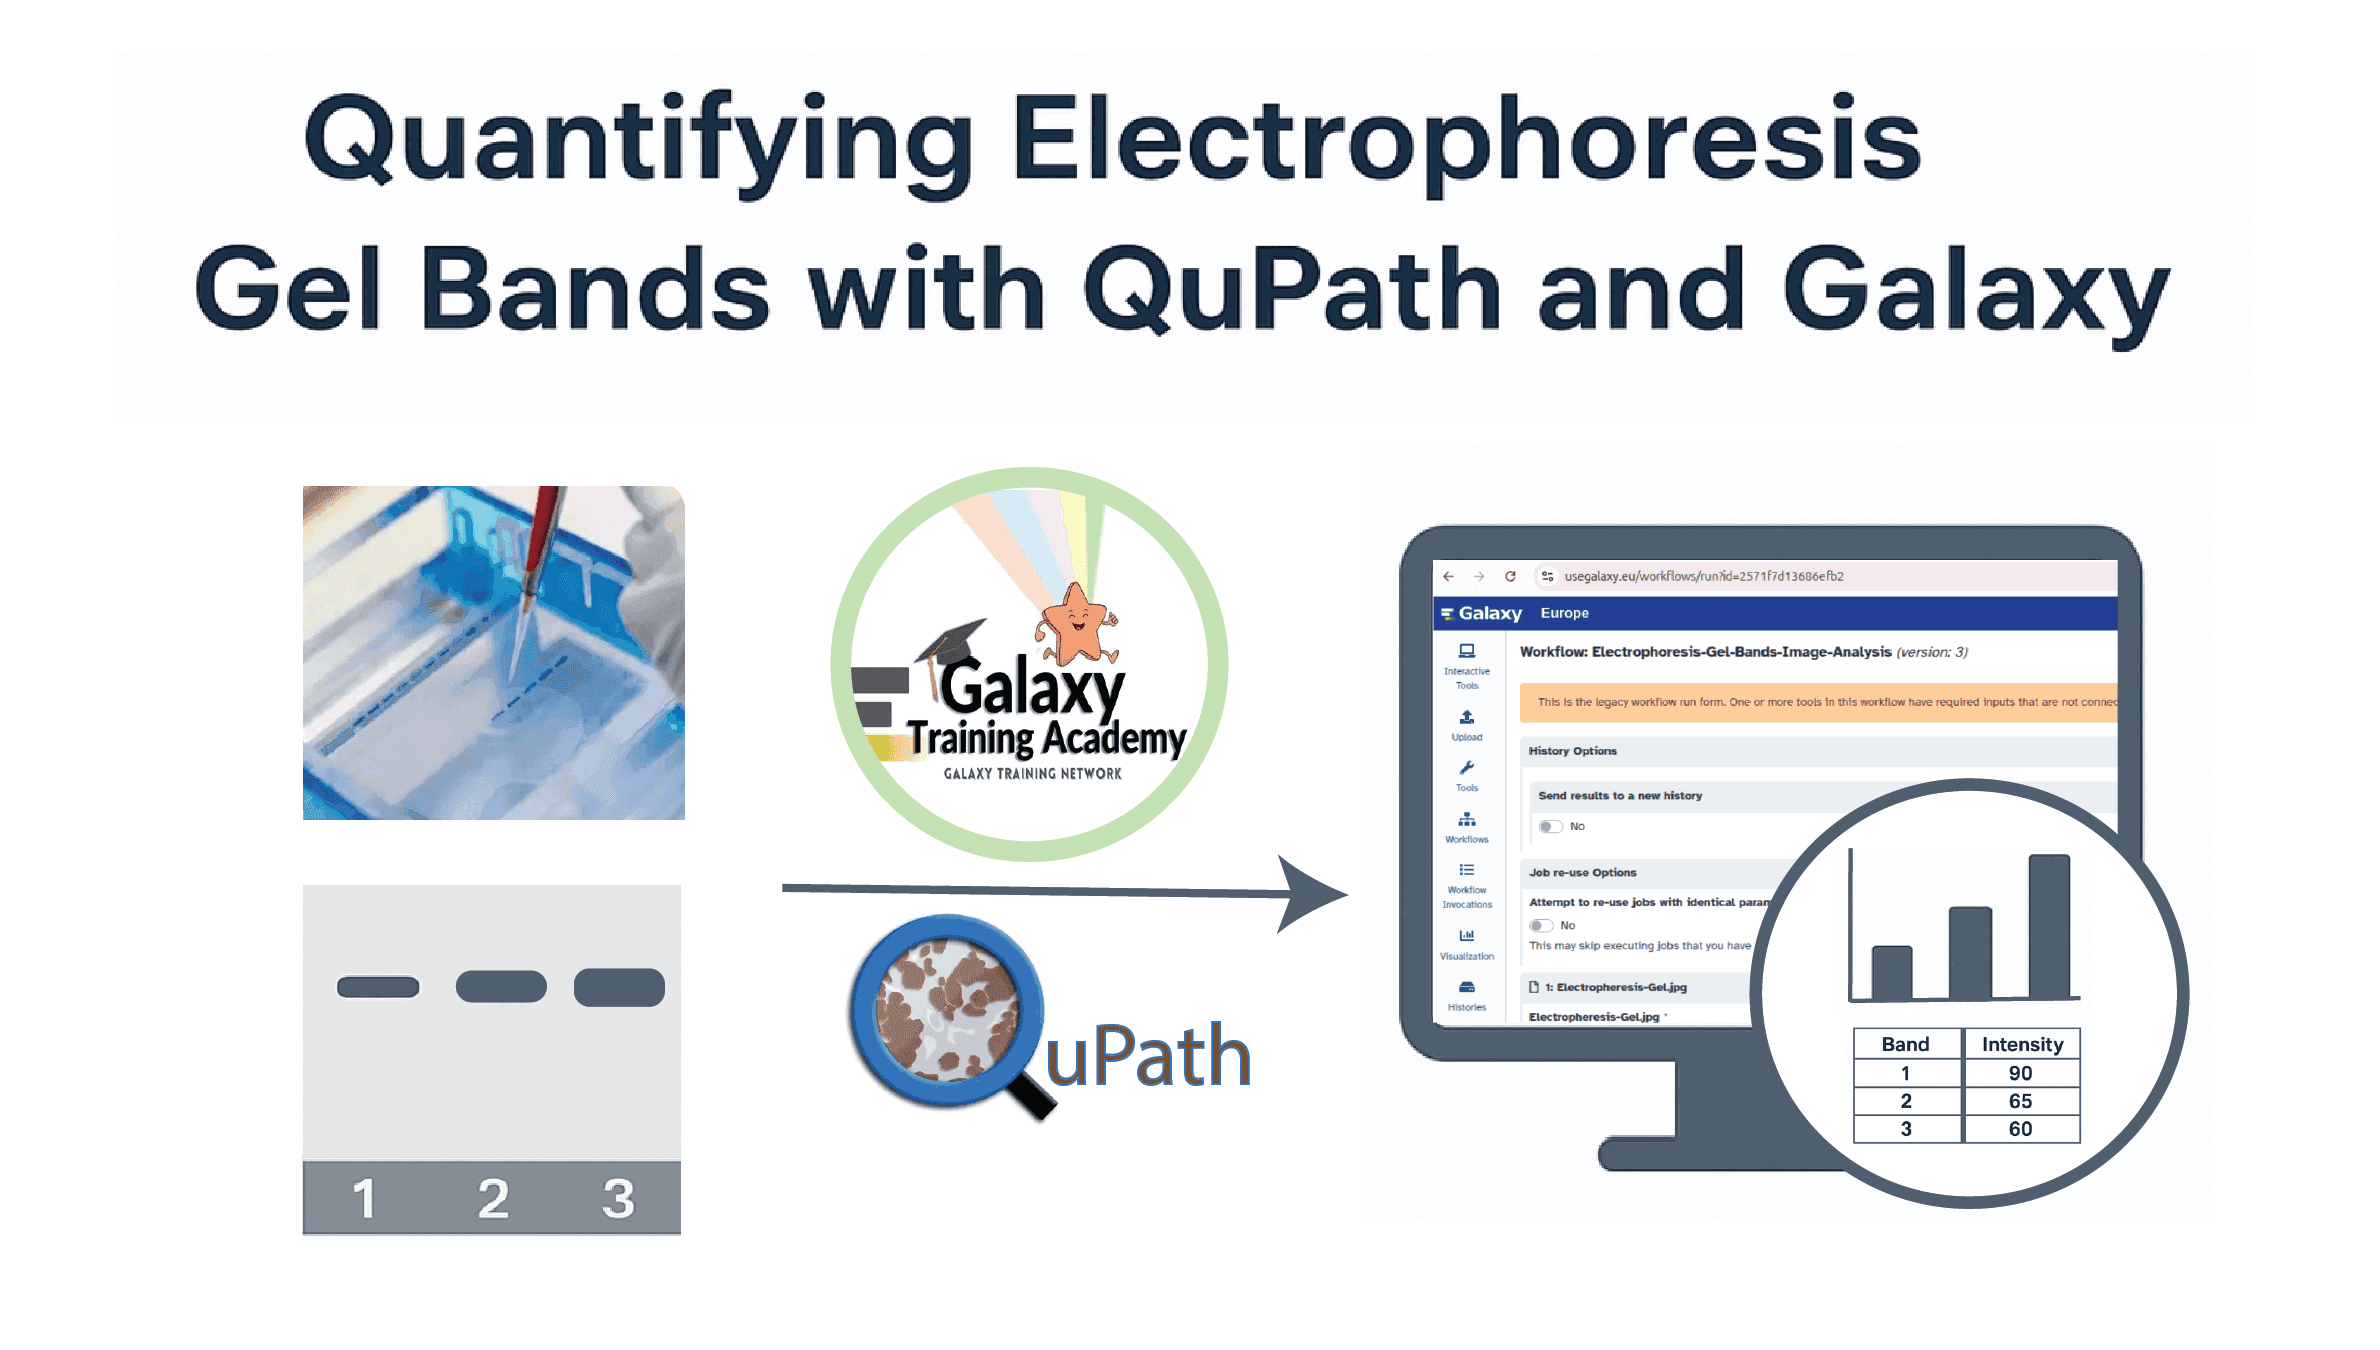 Quantifying Electrophoresis
Gel Bands with QuPath and Galaxy
Galaxy
Training Academy
GALAXY TRAINING NETWORK
uPath
1 2 3
usegalaxy.eu/workflows/run?id=2571f7d13686efb2
Galaxy Europe
Interactive
Tools
Upload
Tools
Workflows
Workflow
Invocations
Visualization
Histories
Workflow: Electrophoresis-Gel-Bands-Image-Analysis (version: 3)
This is the legacy workflow run form. One or more tools in this workflow have required inputs that are not connec
History Options
Send results to a new history
No
Job re-use Options
Attempt to re-use jobs with identical param
No
This may skip executing jobs that you have
1: Electropheresis-Gel.jpg
Electropheresis-Gel.jpg *
Band Intensity
1 90
2 65
3 60